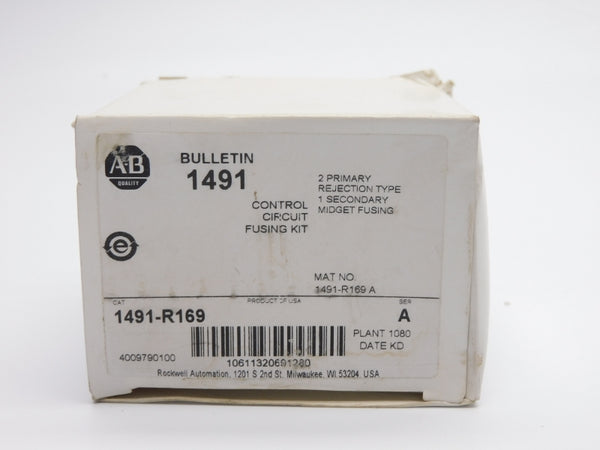 AB
QUALITY
BULLETIN
1491
CONTROL
CIRCUIT
FUSING KIT
2 PRIMARY
REJECTION TYPE
1 SECONDARY
MIDGET FUSING
e
MAT NO.
1491-R169 A
CAT
PRODUCT OF USA
SER
1491-R169
A
PLANT 1080
DATE KD
4009790100
10611320691280
Rockwell Automation, 1201 S 2nd St. Milwaukee, WI 53204. USA